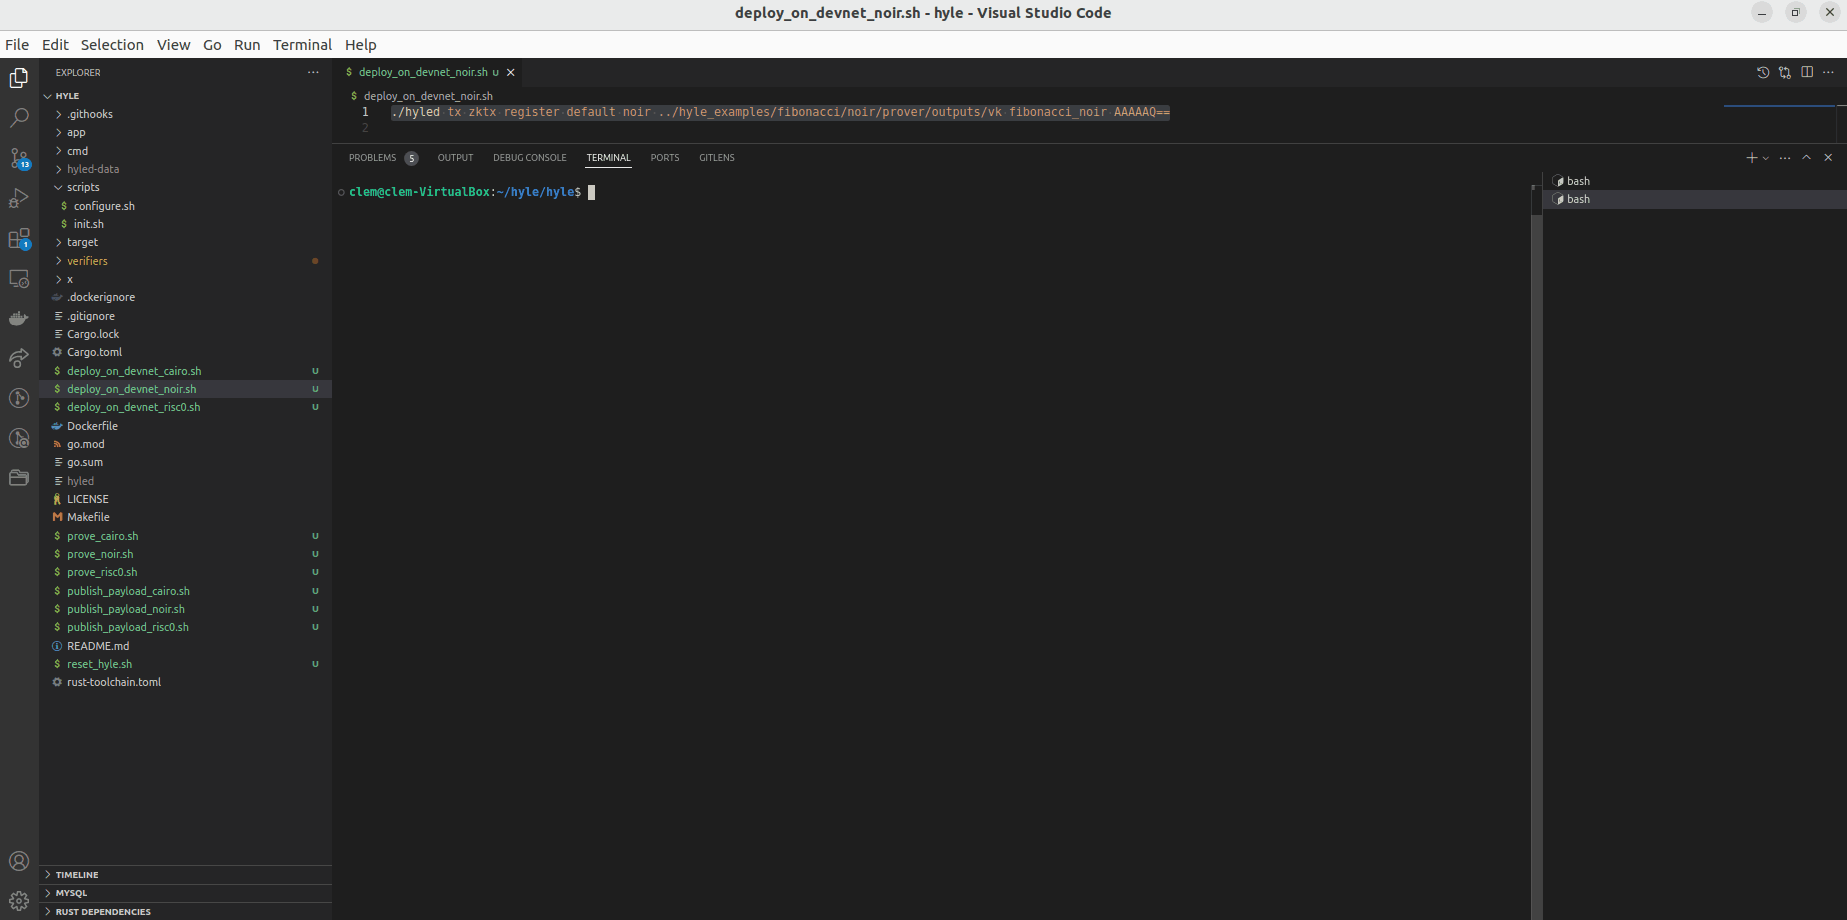 deploy_on_devnet_noir.sh - hyle - Visual Studio Code
File Edit Selection View Go Run Terminal Help
EXPLORER
HYLE
.githooks
app
cmd
hyled-data
scripts
configure.sh
init.sh
target
verifiers
x
.dockerignore
.gitignore
Cargo.lock
Cargo.toml
deploy_on_devnet_cairo.sh U
deploy_on_devnet_noir.sh U
deploy_on_devnet_risc0.sh U
Dockerfile
go.mod
go.sum
hyled
LICENSE
Makefile
prove_cairo.sh U
prove_noir.sh U
prove_risc0.sh U
publish_payload_cairo.sh U
publish_payload_noir.sh U
publish_payload_risc0.sh U
README.md
reset_hyle.sh U
rust-toolchain.toml
TIMELINE
MYSQL
RUST DEPENDENCIES
13
1
$ deploy_on_devnet_noir.sh U
$ deploy_on_devnet_noir.sh
1 ./hyled tx zktx register default noir ../hyle_examples/fibonacci/noir/prover/outputs/vk fibonacci_noir AAAAAQ==
2
PROBLEMS 5 OUTPUT DEBUG CONSOLE TERMINAL PORTS GITLENS
clem@clem-VirtualBox:~/hyle/hyle$
bash
bash